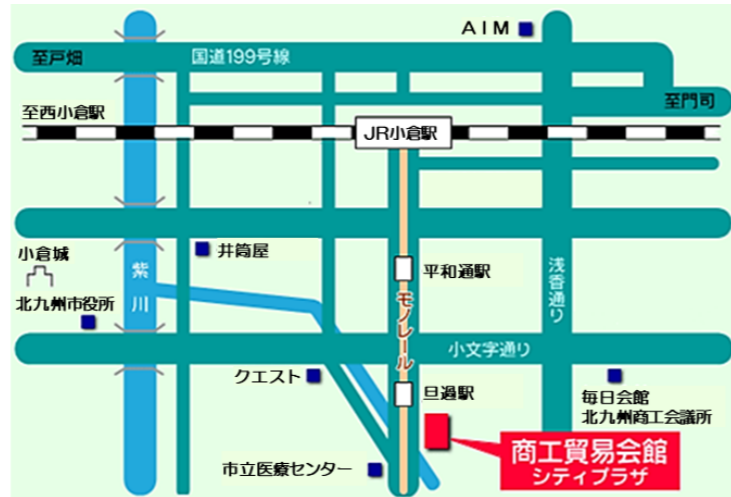 AIM
至戸畑
国道199号線
至門司
至西小倉駅
JR小倉駅
小倉城
井筒屋
紫川
平和通駅
浅香通り
北九州市役所
モノレール
小文字通り
クエスト
旦過駅
毎日会館
北九州商工会議所
商工貿易会館
シティプラザ
市立医療センター